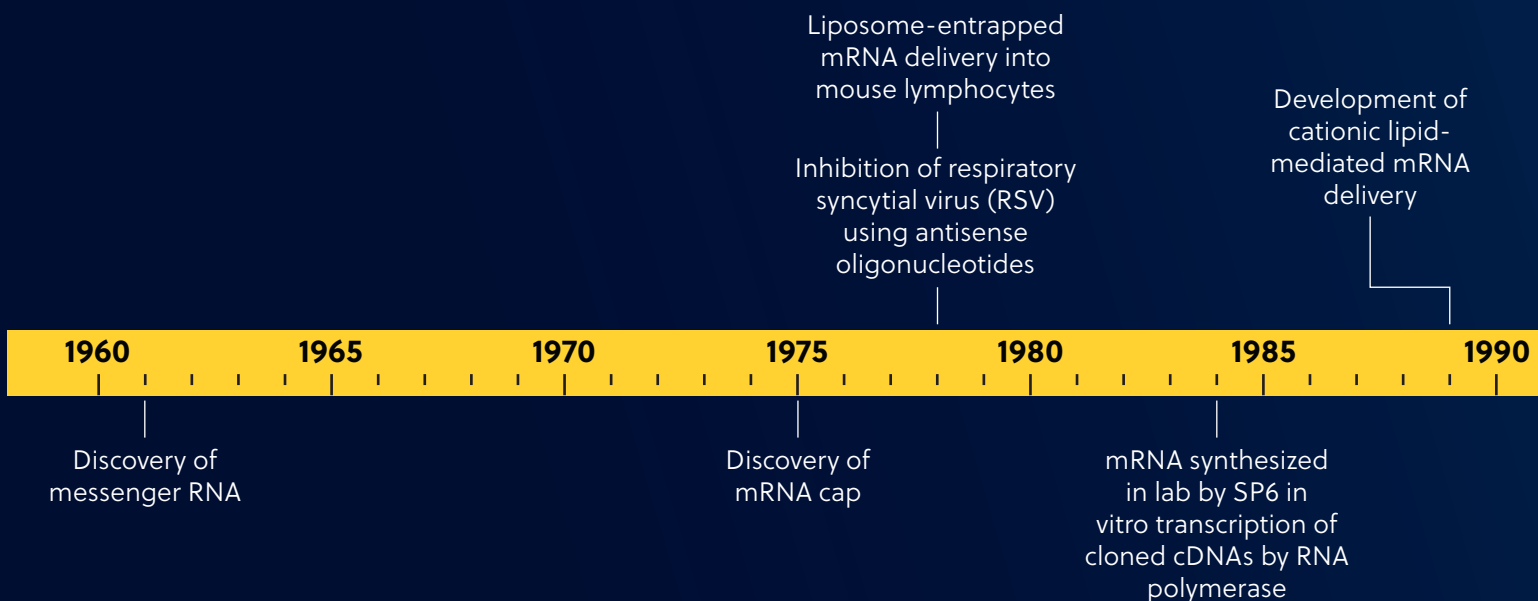 Liposome-entrapped
mRNA delivery into
mouse lymphocytes
Inhibition of respiratory
syncytial virus (RSV)
using antisense
oligonucleotides
Development of
cationic lipid-
mediated mRNA
delivery
1960 1965 1970 1975 1980 1985 1990
Discovery of
messenger RNA
Discovery of
mRNA cap
mRNA synthesized
in lab by SP6 in
vitro transcription of
cloned cDNAs by RNA
polymerase